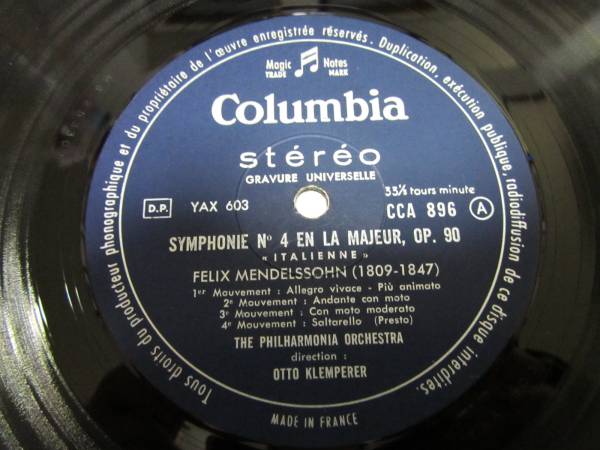 Tous droits du producteur phonographique et du propriétaire de l'œuvre enregistrée réservés. Duplication, exécution publique, radiodiffusion de ce disque interdites.
Magic Notes
TRADE MARK
Columbia
stéréo
GRAVURE UNIVERSELLE
33⅓ tours minute
D.P. YAX 603 CCA 896 A
SYMPHONIE Nº 4 EN LA MAJEUR, OP. 90
« ITALIENNE »
FELIX MENDELSSOHN (1809-1847)
1er Mouvement : Allegro vivace - Più animato
2e Mouvement : Andante con moto
3e Mouvement : Con moto moderato
4e Mouvement : Saltarello (Presto)
THE PHILHARMONIA ORCHESTRA
direction :
OTTO KLEMPERER
MADE IN FRANCE